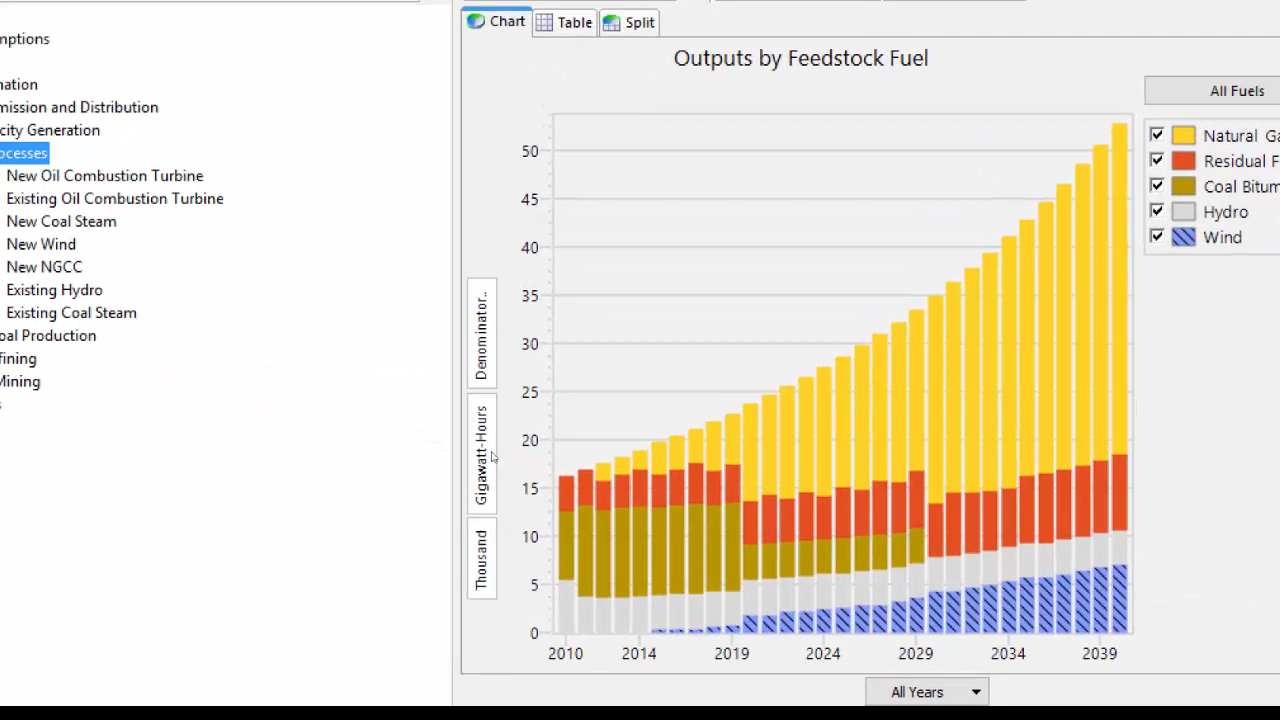 mptions
nation
mission and Distribution
city Generation
ocesses
New Oil Combustion Turbine
Existing Oil Combustion Turbine
New Coal Steam
New Wind
New NGCC
Existing Hydro
Existing Coal Steam
oal Production
fining
Mining
Chart
Table
Split
Outputs by Feedstock Fuel
All Fuels
Natural Ga
Residual F
Coal Bitum
Hydro
Wind
Denominator..
Gigawatt-Hours
Thousand
50
45
40
35
30
25
20
15
10
5
0
2010 2014 2019 2024 2029 2034 2039
All Years